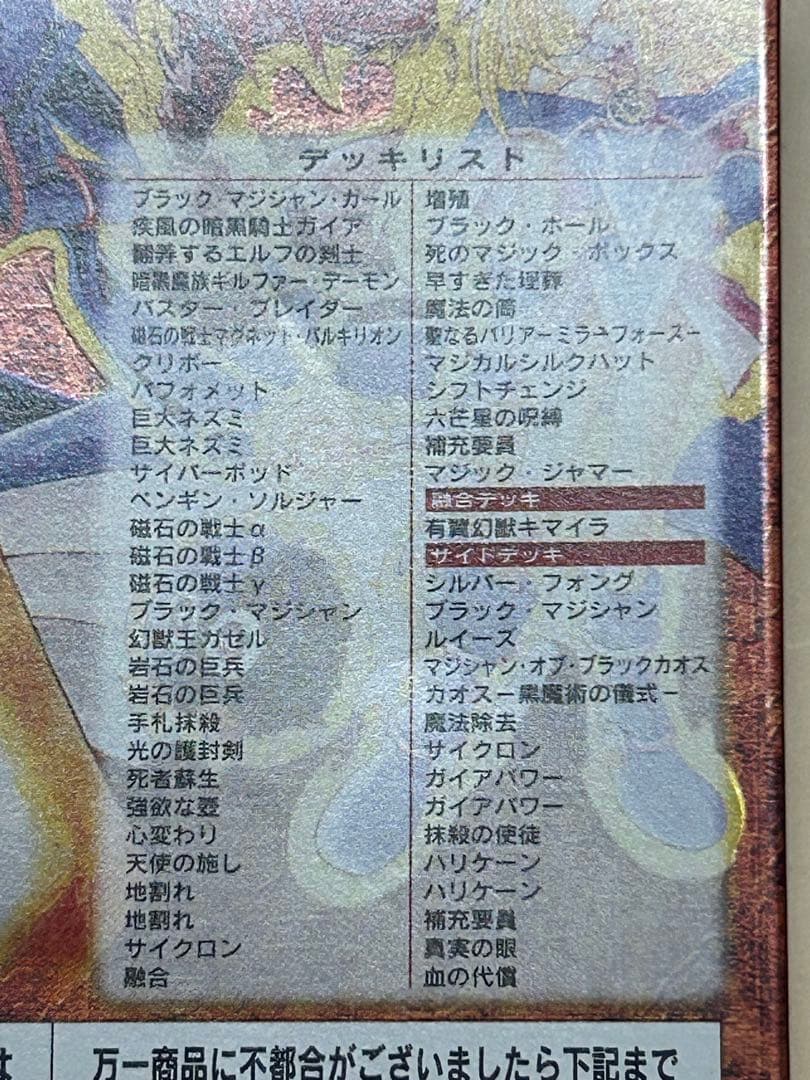 デッキリスト
ブラック・マジシャン・ガール
疾風の暗黒騎士ガイア
翻弄するエルフの剣士
暗黒魔族ギルファー・デーモン
バスター・ブレイダー
磁石の戦士マグネット・バルキリオン
クリボー
バフォメット
巨大ネズミ
巨大ネズミ
サイバーポッド
ペンギン・ソルジャー
磁石の戦士α
磁石の戦士β
磁石の戦士γ
ブラック・マジシャン
幻獣王ガゼル
岩石の巨兵
岩石の巨兵
手札抹殺
光の護封剣
死者蘇生
強欲な壺
心変わり
天使の施し
地割れ
地割れ
サイクロン
融合
増殖
ブラック・ホール
死のマジック・ボックス
早すぎた埋葬
魔法の筒
聖なるバリアーミラーフォースー
マジカルシルクハット
シフトチェンジ
六芒星の呪縛
補充要員
マジック・ジャマー
融合デッキ
有翼幻獣キマイラ
サイドデッキ
シルバー・フォング
ブラック・マジシャン
ルイーズ
マジシャン・オブ・ブラックカオス
カオスー黒魔術の儀式－
魔法除去
サイクロン
ガイアパワー
ガイアパワー
抹殺の使徒
ハリケーン
ハリケーン
補充要員
真実の眼
血の代償
は
万一商品に不都合がございましたら下記まで